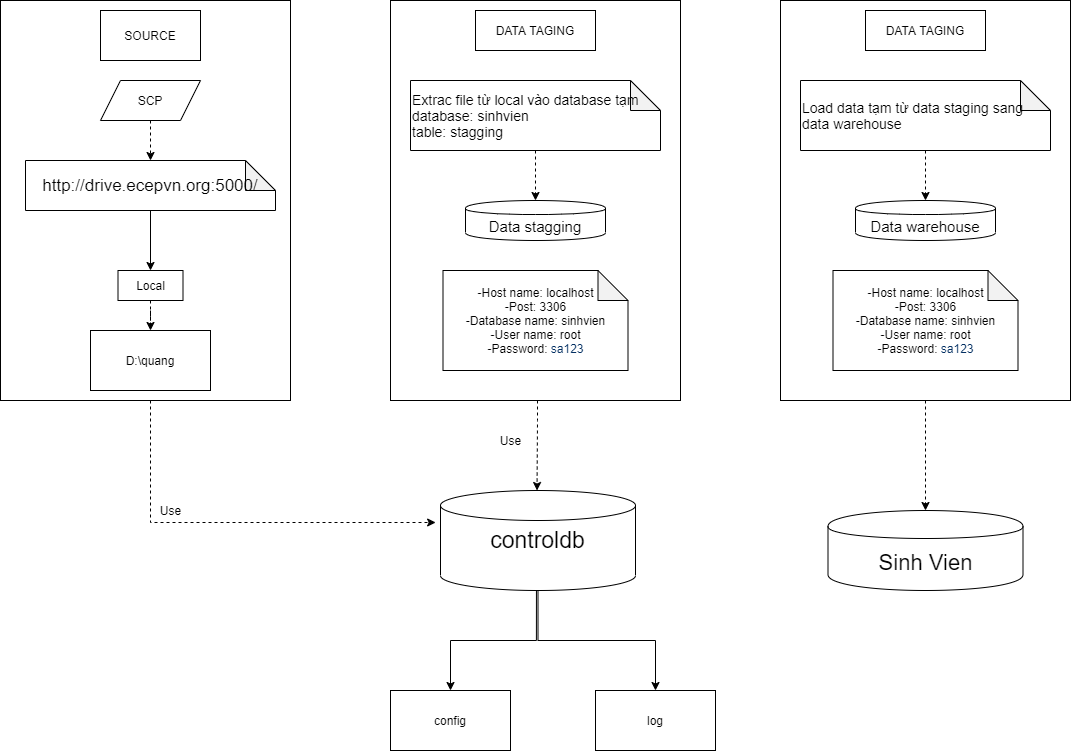 SOURCE
SCP
http://drive.ecepvn.org:5000/
Local
D:\quang
DATA TAGING
Extrac file từ local vào database tạm
database: sinhvien
table: stagging
Data stagging
-Host name: localhost
-Post: 3306
-Database name: sinhvien
-User name: root
-Password: sa123
DATA TAGING
Load data tạm từ data staging sang
data warehouse
Data warehouse
-Host name: localhost
-Post: 3306
-Database name: sinhvien
-User name: root
-Password: sa123
Use
Use
controldb
Sinh Vien
config
log